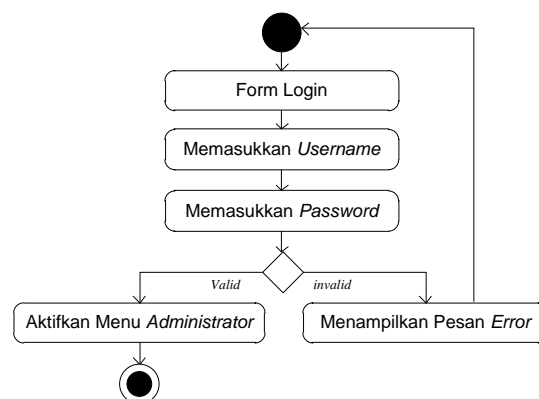 Form Login
Memasukkan Username
Memasukkan Password
Valid
invalid
Aktifkan Menu Administrator
Menampilkan Pesan Error